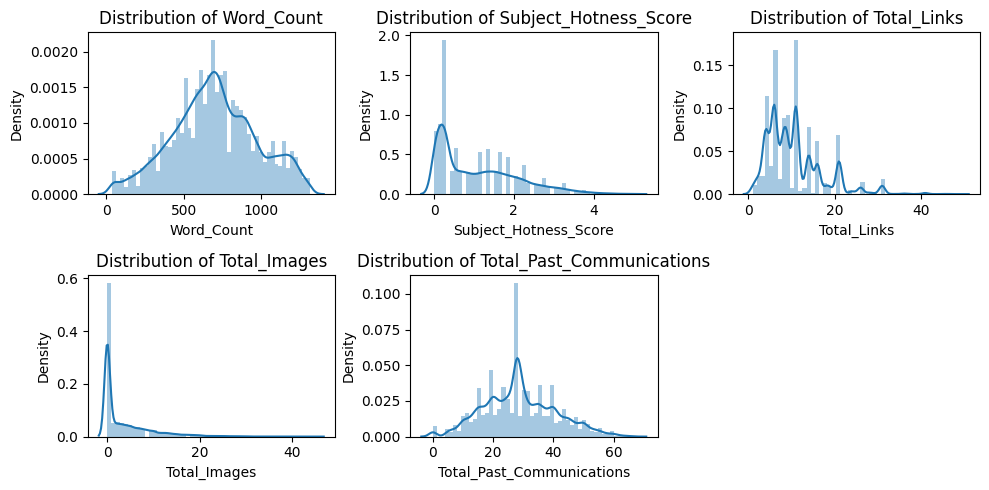 Distribution of Word_Count
Density
0.0020
0.0015
0.0010
0.0005
0.0000
0 500 1000
Word_Count
Distribution of Subject_Hotness_Score
Density
2.0
1.5
1.0
0.5
0.0
0 2 4
Subject_Hotness_Score
Distribution of Total_Links
Density
0.15
0.10
0.05
0.00
0 20 40
Total_Links
Distribution of Total_Images
Density
0.6
0.4
0.2
0.0
0 20 40
Total_Images
Distribution of Total_Past_Communications
Density
0.100
0.075
0.050
0.025
0.000
0 20 40 60
Total_Past_Communications